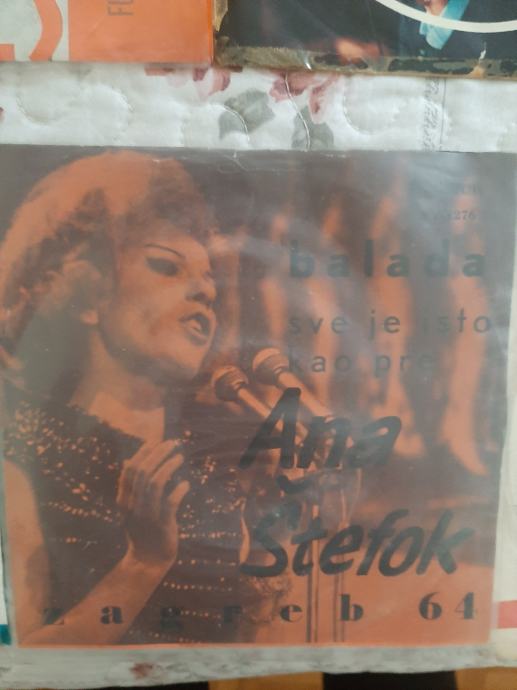 balada
sve je isto
kao pre
Ana
Štefok
zagreb 64